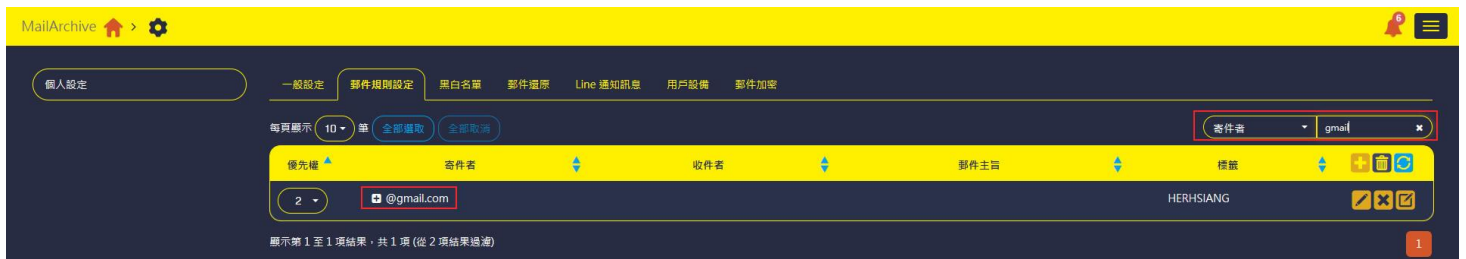 MailArchive >
6
個人設定
一般設定 郵件規則設定 黑白名單 郵件還原 Line 通知訊息 用戶設備 郵件加密
每頁顯示 10 筆 全部選取 全部取消 寄件者 gmail
優先權 寄件者 收件者 郵件主旨 標籤
2 @gmail.com HERHSIANG
顯示第 1 至 1 項結果，共 1 項 (從 2 項結果過濾)
1